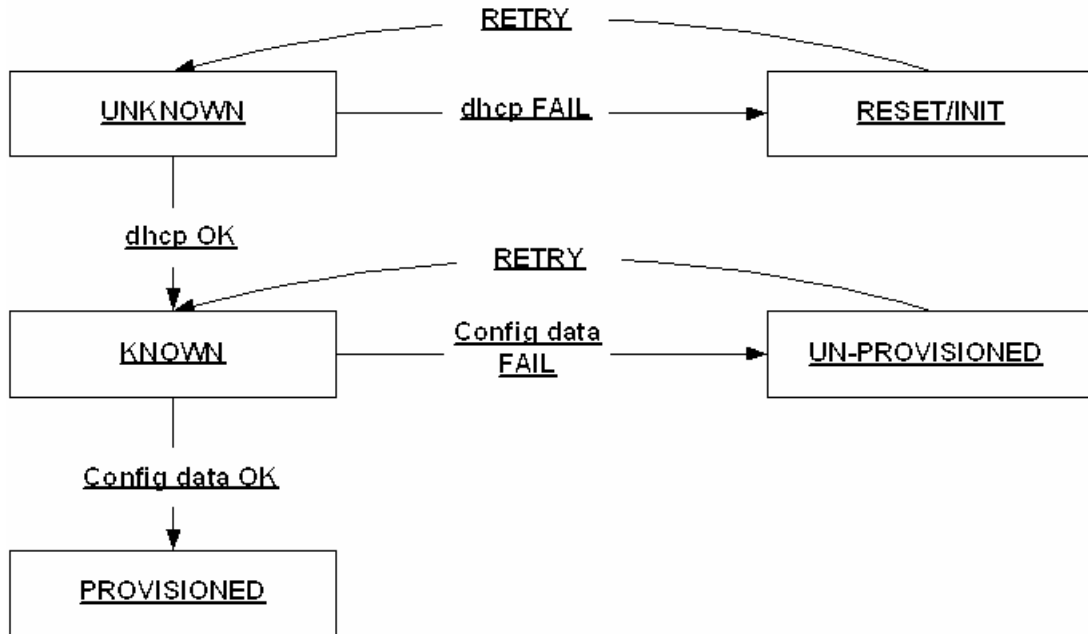 RETRY
UNKNOWN
dhcp FAIL
RESET/INIT
dhcp OK
RETRY
KNOWN
Config data
FAIL
UN-PROVISIONED
Config data OK
PROVISIONED